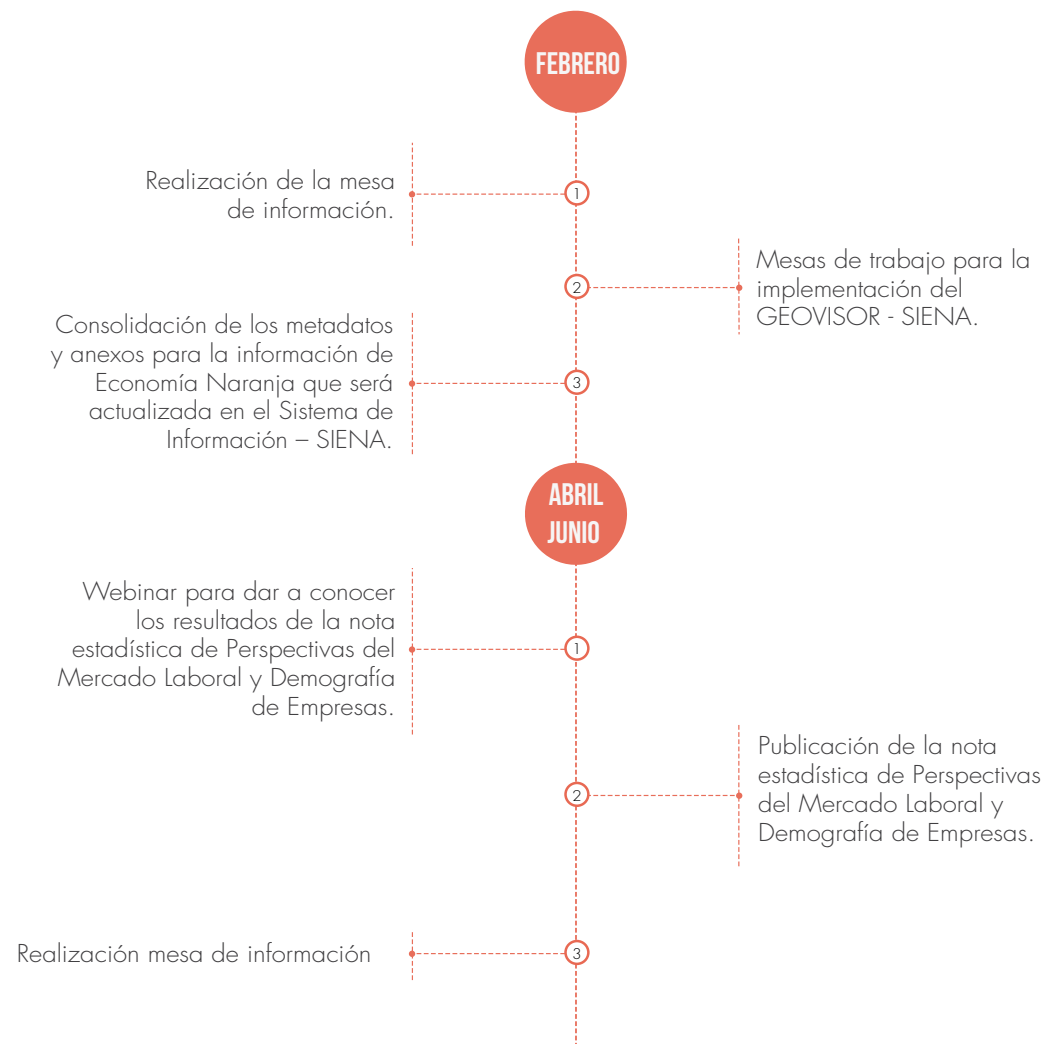 FEBRERO
1
Realización de la mesa
de información.
2
Mesas de trabajo para la
implementación del
GEOVISOR - SIENA.
3
Consolidación de los metadatos
y anexos para la información de
Economía Naranja que será
actualizada en el Sistema de
Información – SIENA.
ABRIL
JUNIO
1
Webinar para dar a conocer
los resultados de la nota
estadística de Perspectivas del
Mercado Laboral y Demografía
de Empresas.
2
Publicación de la nota
estadística de Perspectivas
del Mercado Laboral y
Demografía de Empresas.
3
Realización mesa de información